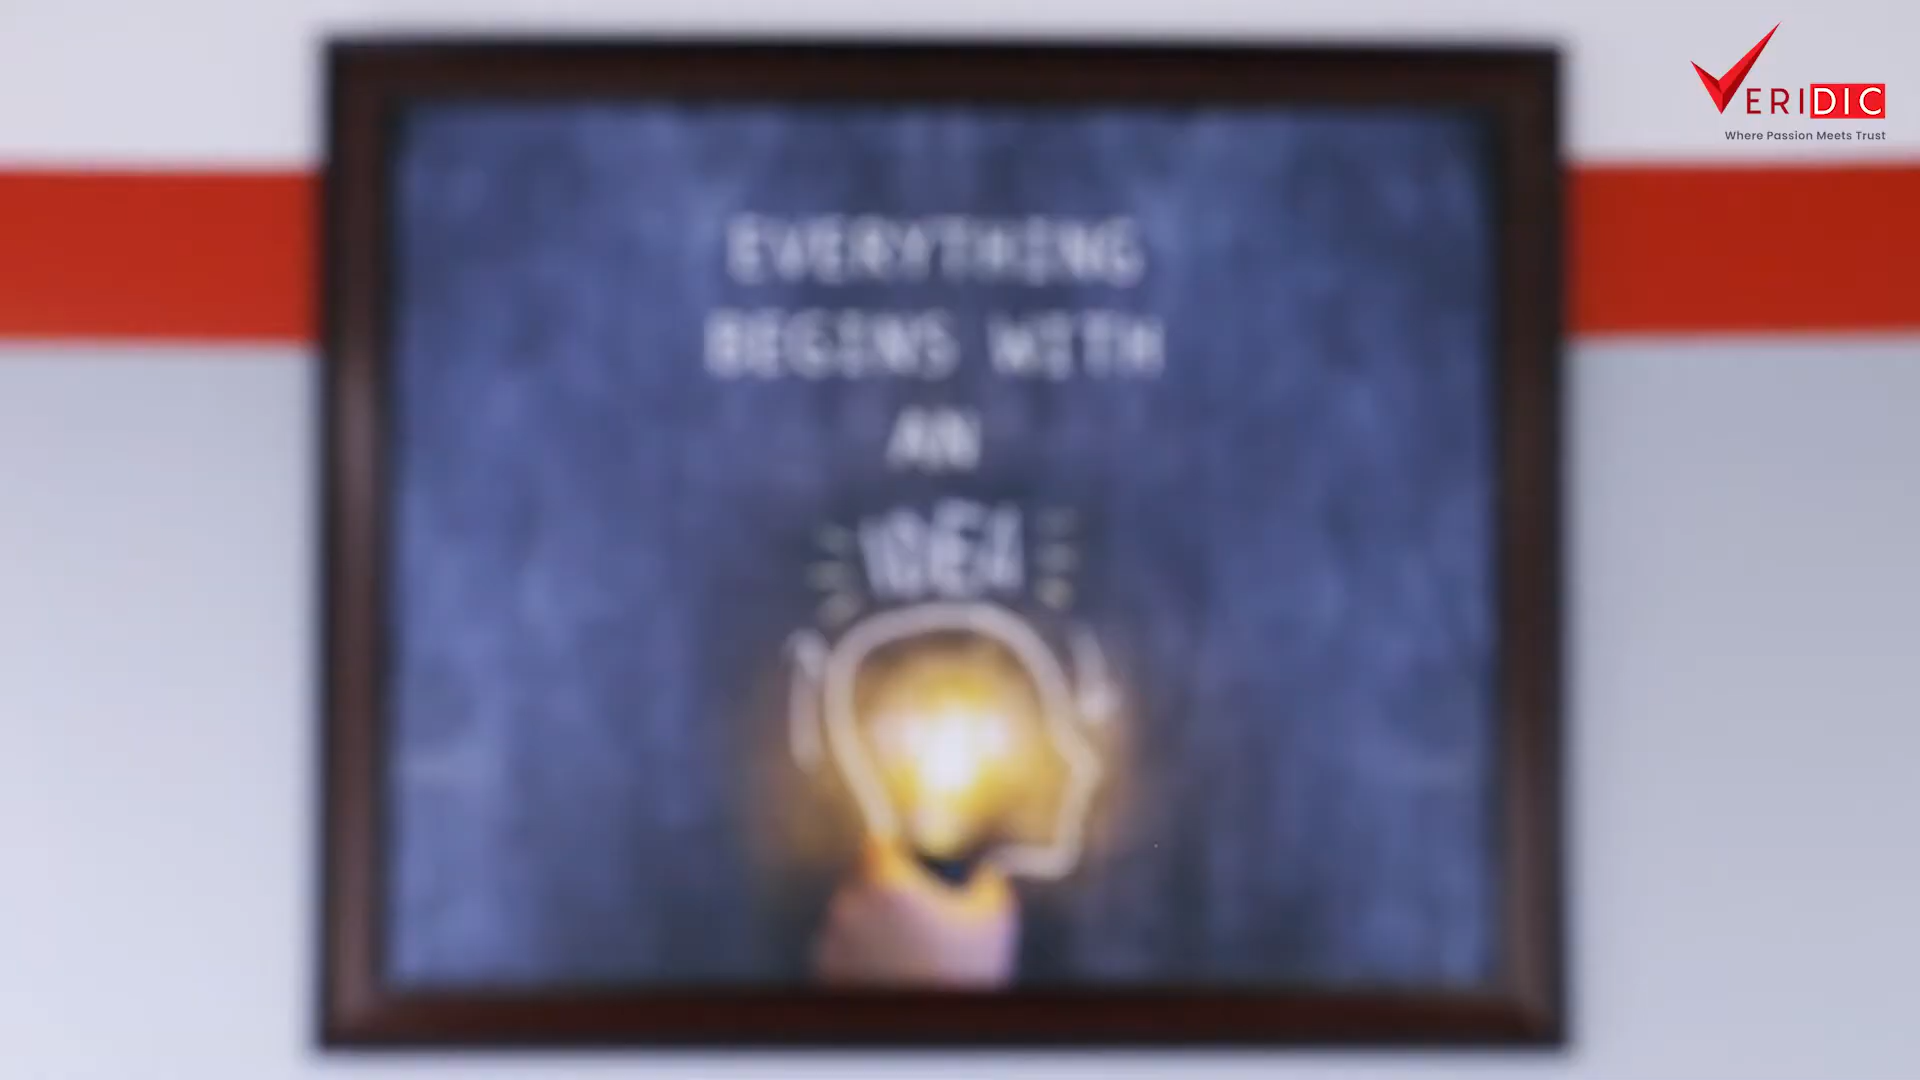 VERIDIC
Where Passion Meets Trust
EVERYTHING
BEGINS WITH
AN
IDEA